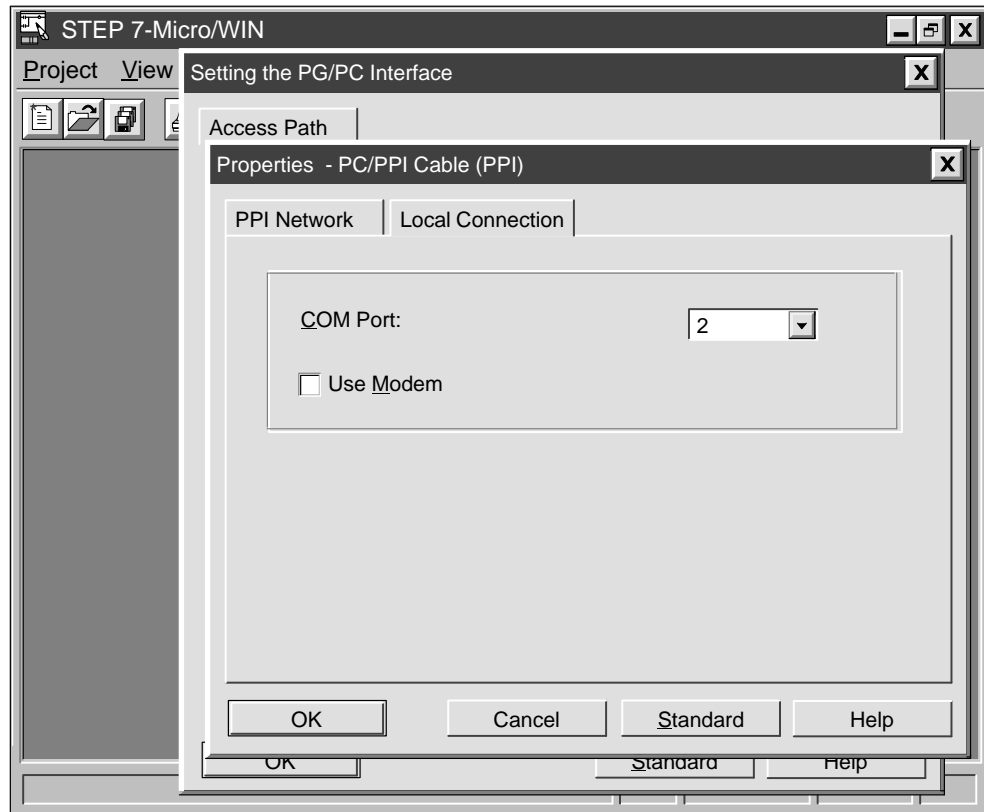 STEP 7-Micro/WIN
Project View
Setting the PG/PC Interface
Access Path
Properties - PC/PPI Cable (PPI)
PPI Network Local Connection
COM Port: 2
Use Modem
OK Cancel Standard Help
OK Standard Help